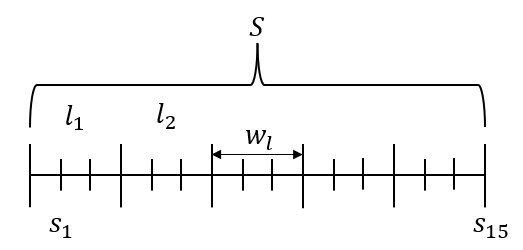 S
l₁ l₂
wₗ
s₁ s₁₅